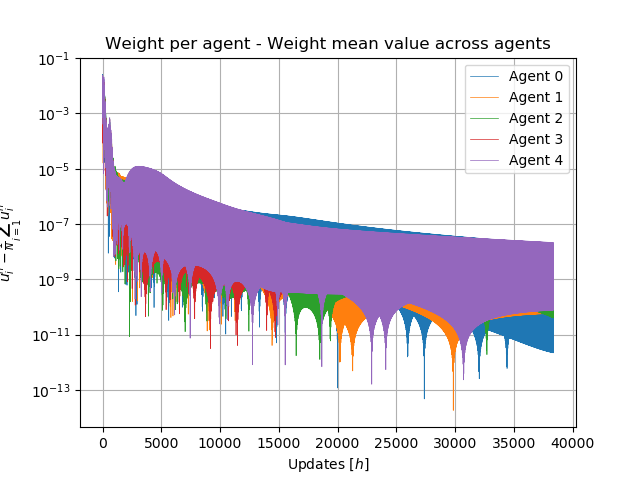 Weight per agent - Weight mean value across agents
10⁻¹
10⁻³
10⁻⁵
10⁻⁷
10⁻⁹
10⁻¹¹
10⁻¹³
Agent 0
Agent 1
Agent 2
Agent 3
Agent 4
0 5000 10000 15000 20000 25000 30000 35000 40000
Updates [h]